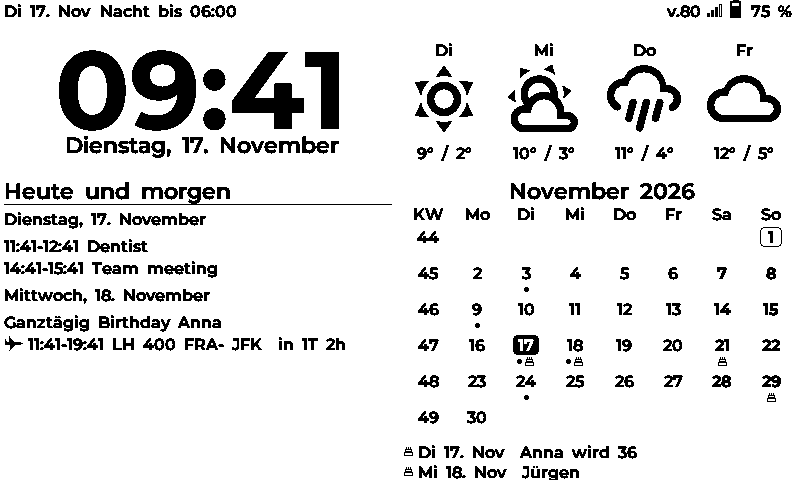 Di 17. Nov Nacht bis 06:00
v.80 75 %
09:41
Dienstag, 17. November
Di Mi Do Fr
9° / 2° 10° / 3° 11° / 4° 12° / 5°
Heute und morgen
Dienstag, 17. November
11:41-12:41 Dentist
14:41-15:41 Team meeting
Mittwoch, 18. November
Ganztägig Birthday Anna
11:41-19:41 LH 400 FRA- JFK in 1T 2h
November 2026
KW Mo Di Mi Do Fr Sa So
44 1
45 2 3 4 5 6 7 8
46 9 10 11 12 13 14 15
47 16 17 18 19 20 21 22
48 23 24 25 26 27 28 29
49 30
Di 17. Nov Anna wird 36
Mi 18. Nov Jürgen